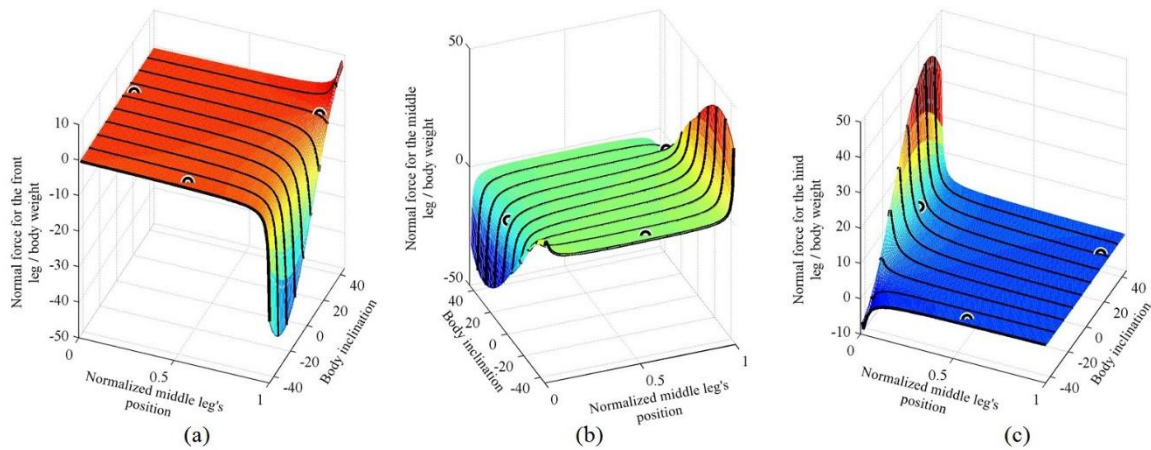 Normal force for the front
leg / body weight
10
0
-10
-20
-30
-40
-50
0
0.5
1
Normalized middle leg's
position
-40
-20
0
20
40
Body inclination
(a)
Normal force for the middle
leg / body weight
50
0
-50
40
20
0
-20
-40
Body inclination
0
0.5
1
Normalized middle leg's
position
(b)
Normal force for the hind
leg / body weight
50
40
30
20
10
0
-10
0
0.5
1
Normalized middle leg's
position
-40
-20
0
20
40
Body inclination
(c)